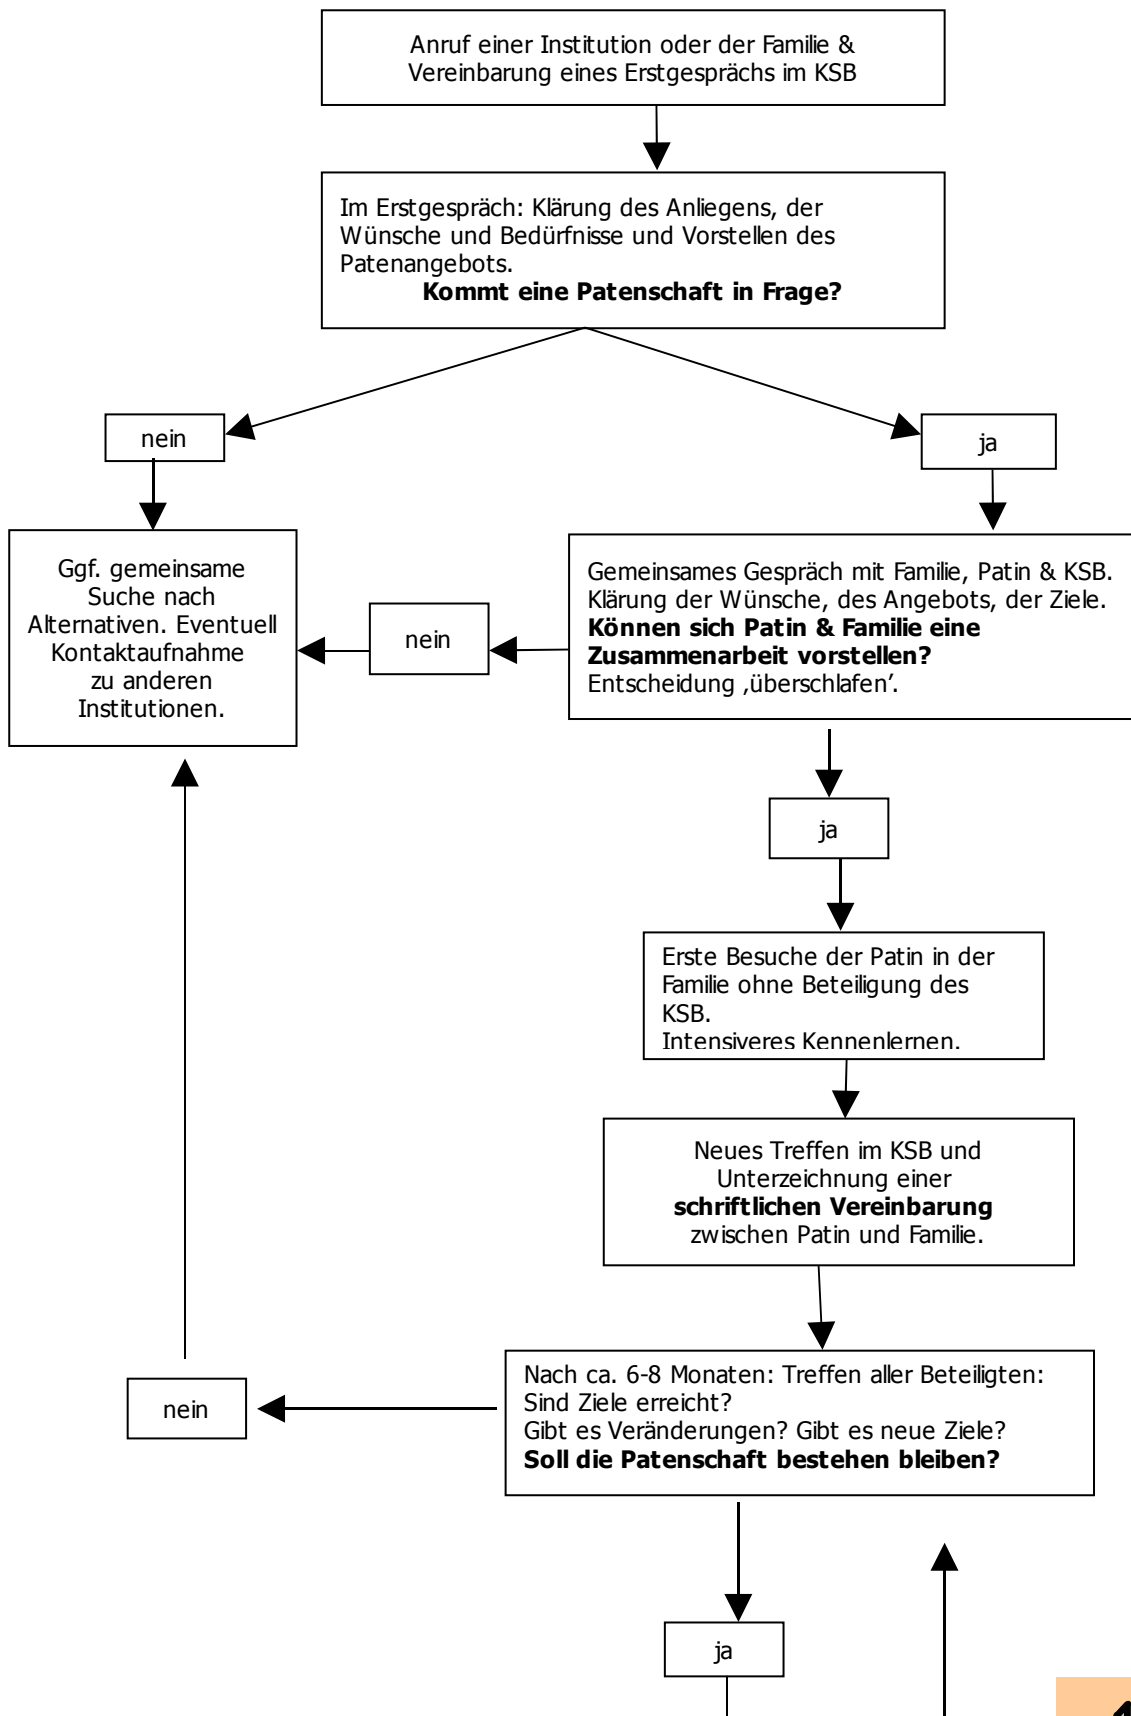 Anruf einer Institution oder der Familie &
Vereinbarung eines Erstgesprächs im KSB
Im Erstgespräch: Klärung des Anliegens, der
Wünsche und Bedürfnisse und Vorstellen des
Patenangebots.
Kommt eine Patenschaft in Frage?
nein
ja
Ggf. gemeinsame
Suche nach
Alternativen. Eventuell
Kontaktaufnahme
zu anderen
Institutionen.
nein
Gemeinsames Gespräch mit Familie, Patin & KSB.
Klärung der Wünsche, des Angebots, der Ziele.
Können sich Patin & Familie eine
Zusammenarbeit vorstellen?
Entscheidung ‚überschlafen’.
ja
Erste Besuche der Patin in der
Familie ohne Beteiligung des
KSB.
Intensiveres Kennenlernen.
Neues Treffen im KSB und
Unterzeichnung einer
schriftlichen Vereinbarung
zwischen Patin und Familie.
Nach ca. 6-8 Monaten: Treffen aller Beteiligten:
Sind Ziele erreicht?
Gibt es Veränderungen? Gibt es neue Ziele?
Soll die Patenschaft bestehen bleiben?
nein
ja